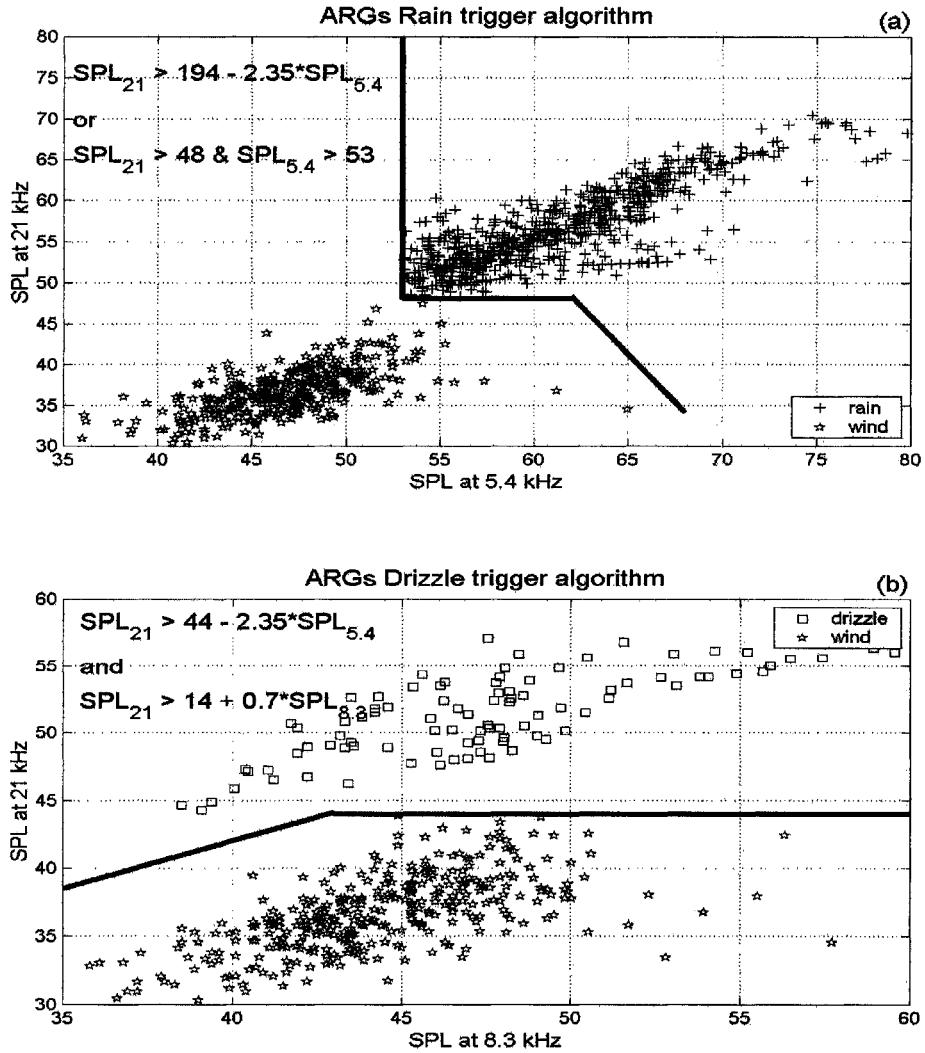 ARGs Rain trigger algorithm
(a)
SPL21 > 194 - 2.35*SPL5.4
or
SPL21 > 48 & SPL5.4 > 53
80
75
70
65
60
55
50
45
40
35
30
SPL at 21 kHz
35 40 45 50 55 60 65 70 75 80
SPL at 5.4 kHz
rain
wind
ARGs Drizzle trigger algorithm
(b)
SPL21 > 44 - 2.35*SPL5.4
and
SPL21 > 14 + 0.7*SPL8.3
60
55
50
45
40
35
30
SPL at 21 kHz
35 40 45 50 55 60
SPL at 8.3 kHz
drizzle
wind